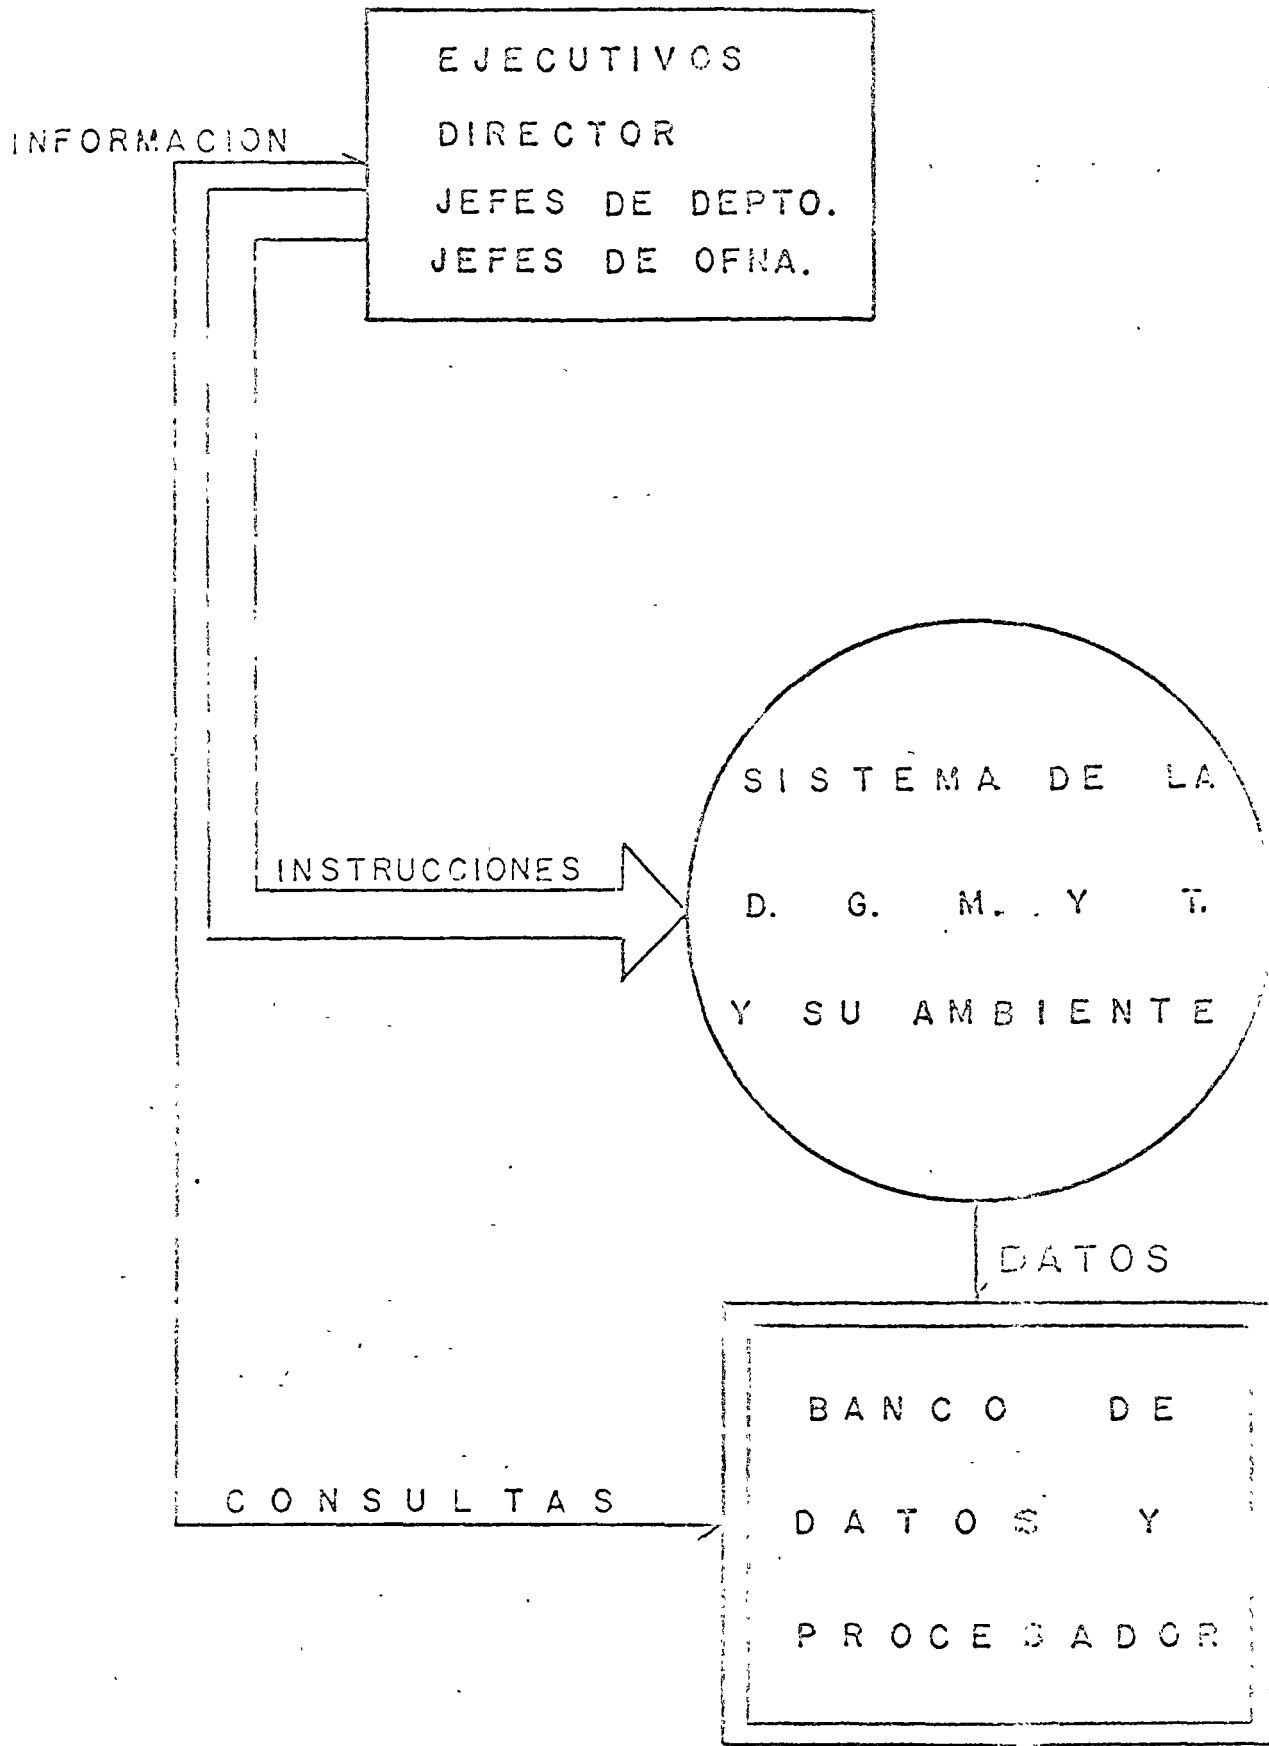 EJECUTIVOS
INFORMACION
DIRECTOR
JEFES DE DEPTO.
JEFES DE OFNA.
SISTEMA DE LA
INSTRUCCIONES
D. G. M. Y T.
Y SU AMBIENTE
DATOS
BANCO DE
CONSULTAS
DATOS Y
PROCESADOR